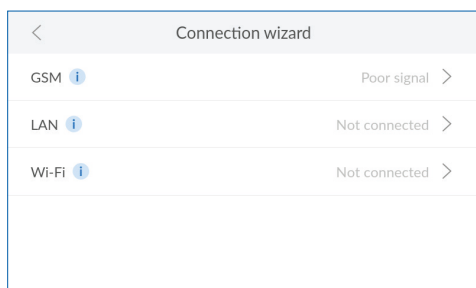 Connection wizard
GSM i Poor signal
LAN i Not connected
Wi-Fi i Not connected